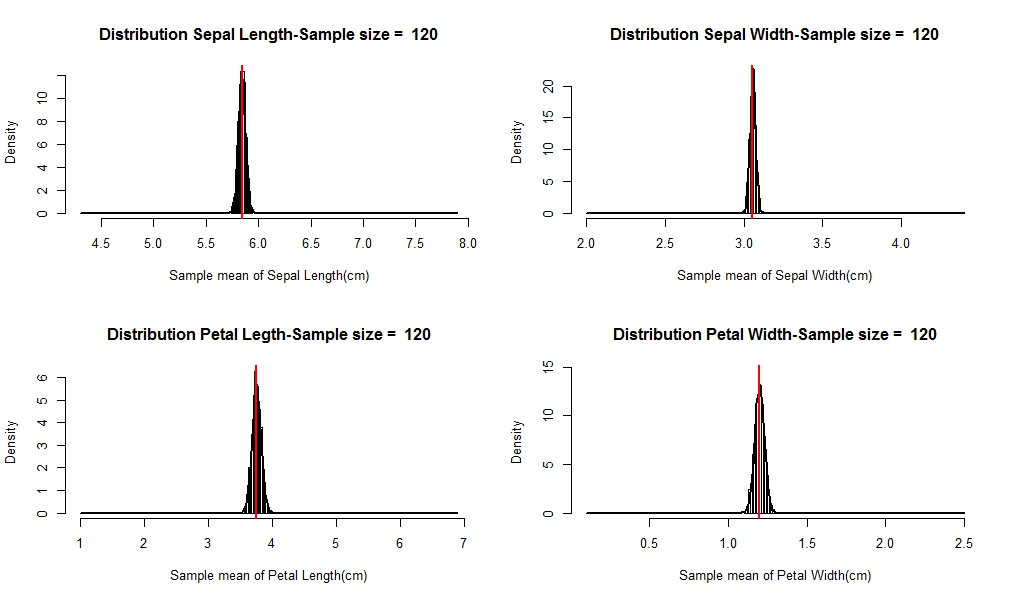 Distribution Sepal Length-Sample size =  120
Density
0 2 4 6 8 10
4.5 5.0 5.5 6.0 6.5 7.0 7.5 8.0
Sample mean of Sepal Length(cm)
Distribution Sepal Width-Sample size =  120
Density
0 5 10 15 20
2.0 2.5 3.0 3.5 4.0
Sample mean of Sepal Width(cm)
Distribution Petal Legth-Sample size =  120
Density
0 1 2 3 4 5 6
1 2 3 4 5 6 7
Sample mean of Petal Length(cm)
Distribution Petal Width-Sample size =  120
Density
0 5 10 15
0.5 1.0 1.5 2.0 2.5
Sample mean of Petal Width(cm)